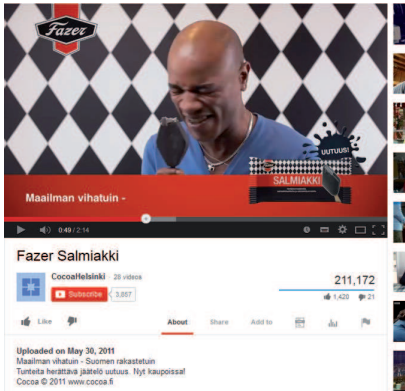 Fazer
UUTUUS!
SALMIAKKI
Maailman vihatuin -
0:49 / 2:14
Fazer Salmiakki
CocoaHelsinki · 28 videos
Subscribe 3,887
211,172
1,420 21
Like
About Share Add to
Uploaded on May 30, 2011
Maailman vihatuin - Suomen rakastetuin
Tunteita herättävä jäätelö uutuus. Nyt kaupoissa!
Cocoa © 2011 www.cocoa.fi